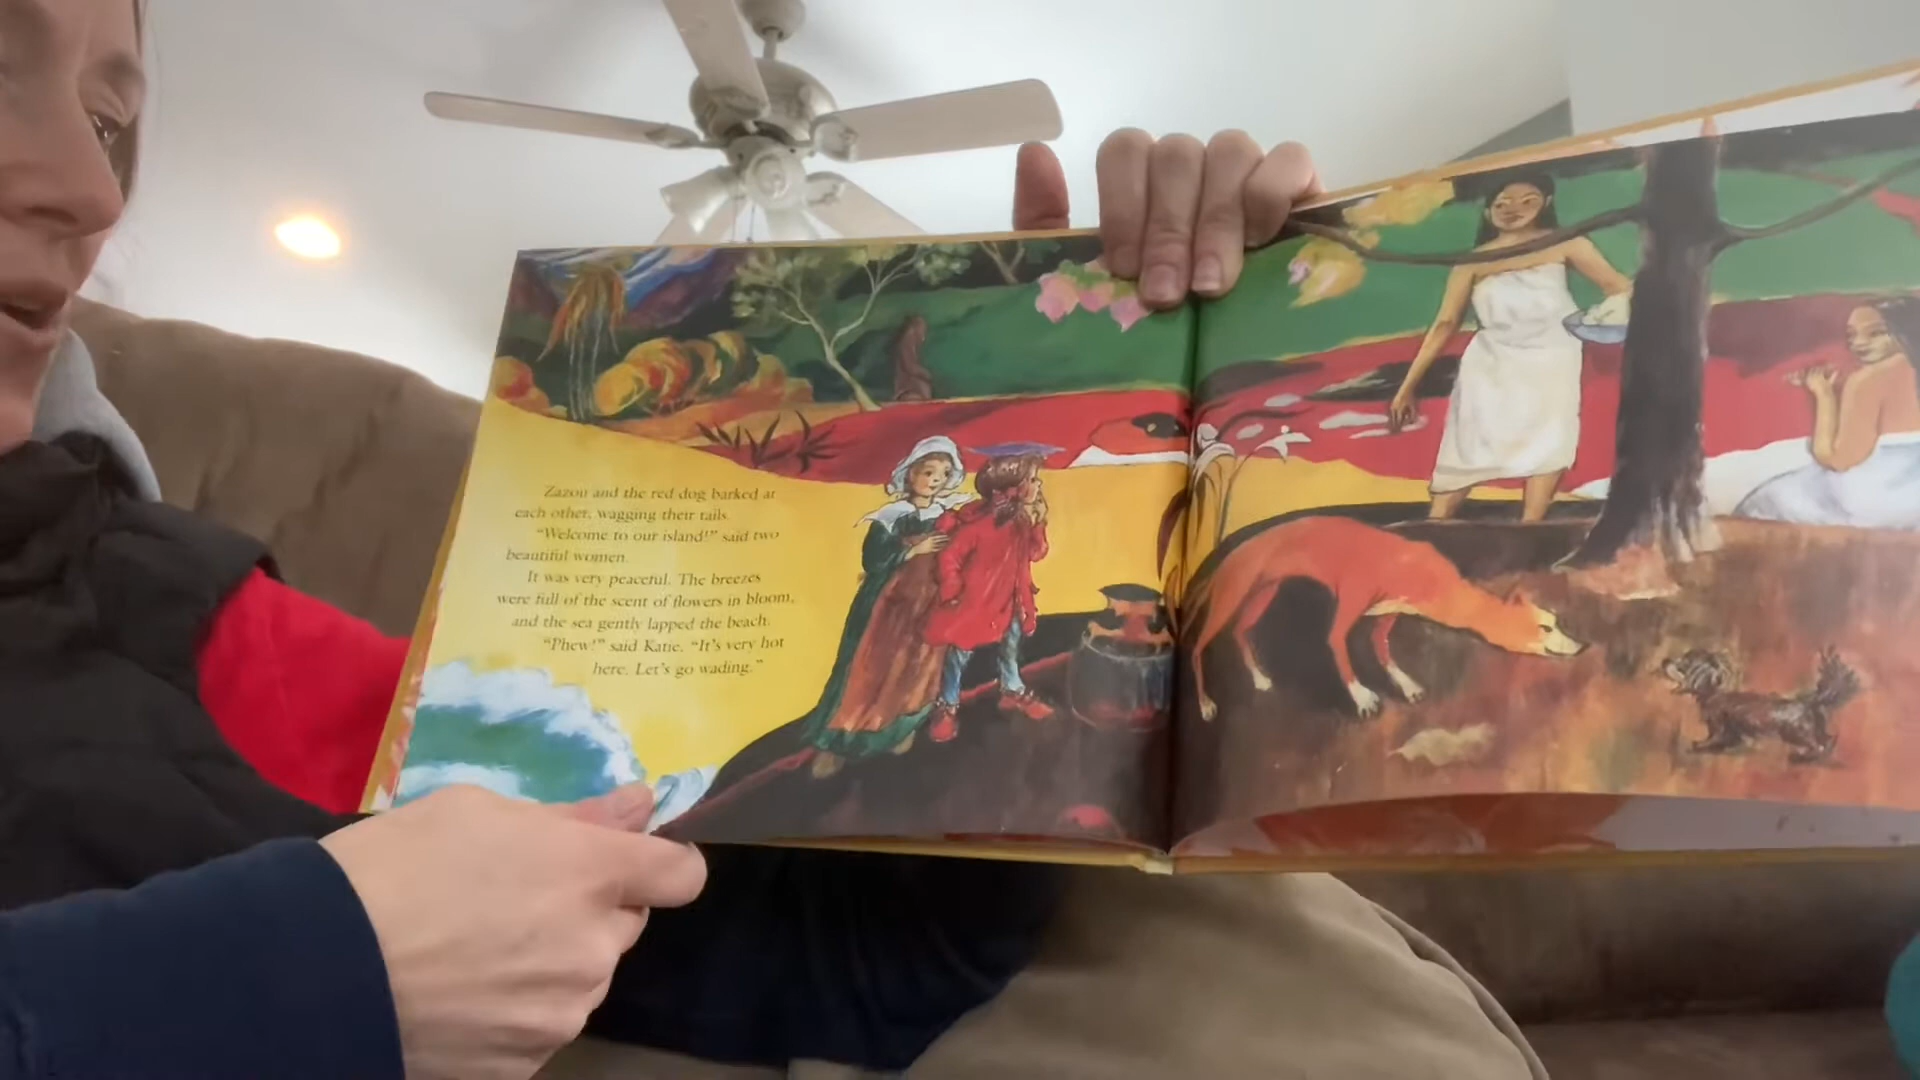 Zazou and the red dog barked at
each other, wagging their tails.
"Welcome to our island!" said two
beautiful women.
It was very peaceful. The breezes
were full of the scent of flowers in bloom,
and the sea gently lapped the beach.
"Phew!" said Katie. "It's very hot
here. Let's go wading."